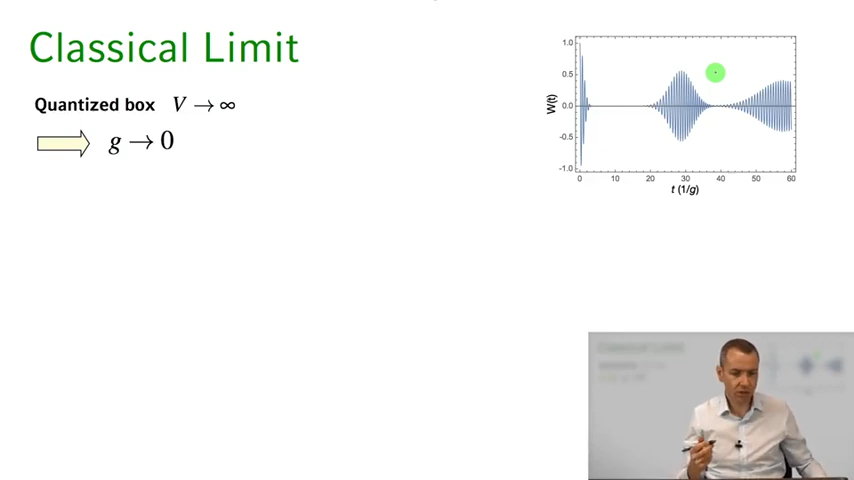 Classical Limit
Quantized box V → ∞
g → 0
1.0
0.5
0.0
-0.5
-1.0
W(t)
0 10 20 30 40 50 60
t (1/g)